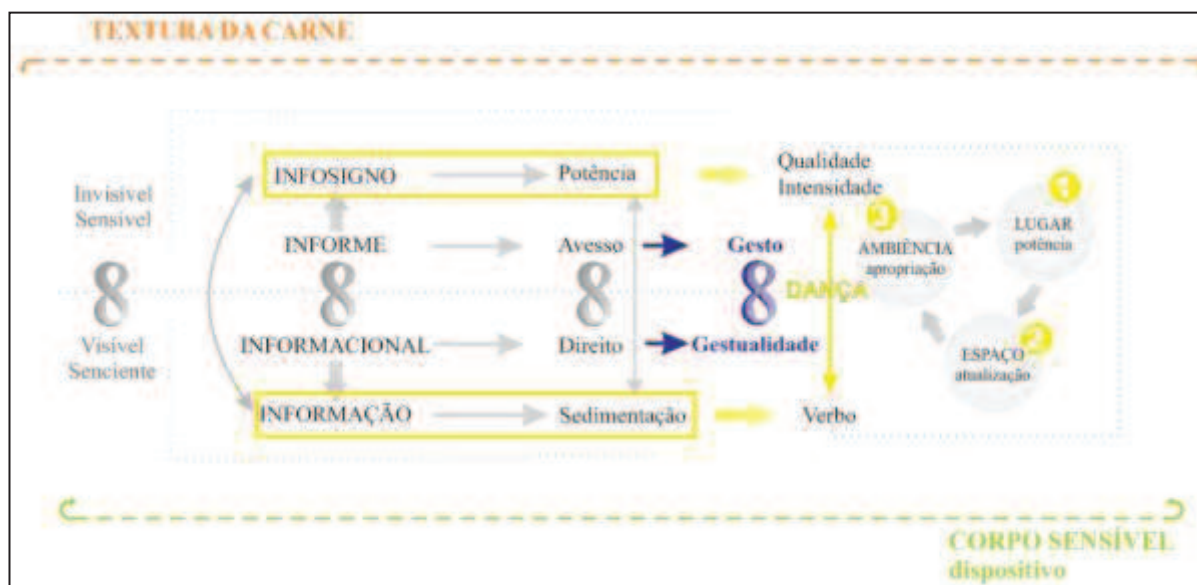 TEXTURA DA CARNE
INFOSIGNO
Potência
Qualidade
Intensidade
Invisível
Sensível
INFORME
Avesso
Gesto
AMBIÊNCIA
apropriação
LUGAR
potência
DANÇA
Visível
Senciente
INFORMACIONAL
Direito
Gestualidade
ESPAÇO
atualização
INFORMAÇÃO
Sedimentação
Verbo
CORPO SENSÍVEL
dispositivo